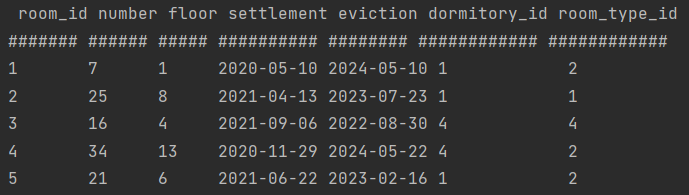 room_id number floor settlement eviction dormitory_id room_type_id
####### ###### ##### ########## ######## ############ ############
1 7 1 2020-05-10 2024-05-10 1 2
2 25 8 2021-04-13 2023-07-23 1 1
3 16 4 2021-09-06 2022-08-30 4 4
4 34 13 2020-11-29 2024-05-22 4 2
5 21 6 2021-06-22 2023-02-16 1 2